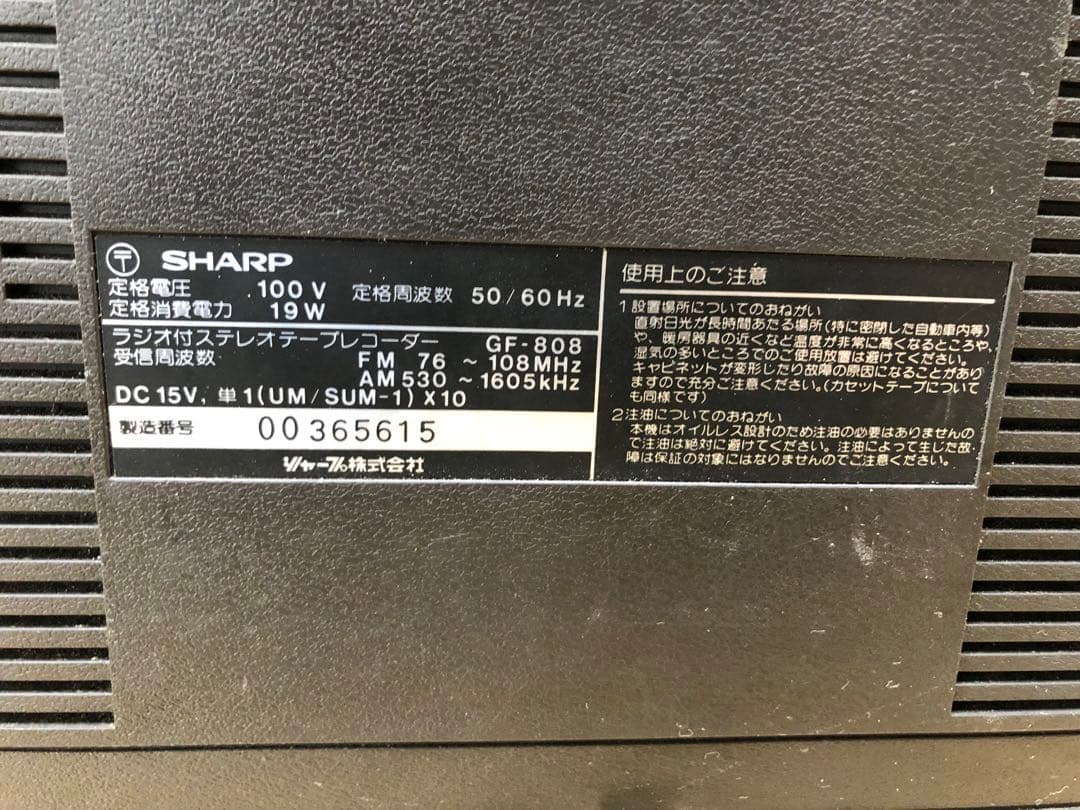 〒 SHARP
定格電圧 100V 定格周波数 50/60Hz
定格消費電力 19W
ラジオ付ステレオテープレコーダー GF-808
受信周波数 FM 76 ~ 108MHz
AM 530 ~ 1605kHz
DC 15V, 単1(UM/SUM-1) X10
製造番号 00365615
シャープ株式会社
使用上のご注意
1 設置場所についてのおねがい
直射日光が長時間あたる場所(特に密閉した自動車内等)
や、暖房器具の近くなど温度が非常に高くなるところや、
湿気の多いところでのご使用放置は避けてください。
キャビネットが変形したり故障の原因になることがあり
ますので充分ご注意ください。(カセットテープについて
も同様です)
2 注油についてのおねがい
本機はオイルレス設計のため注油の必要はありませんの
で注油は絶対に避けてください。注油によって生じた故
障は保証の対象にはなりませんのでご注意ください。